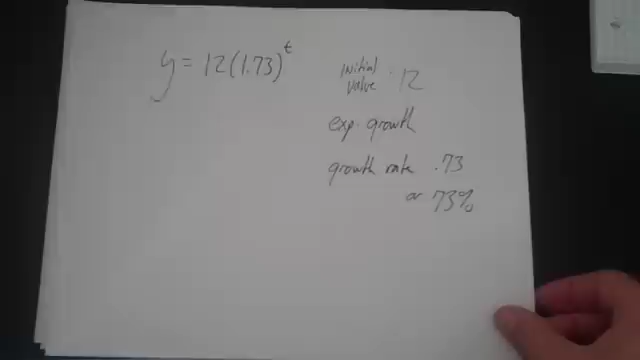 y = 12(1.73)^t
initial
value : 12
exp. growth
growth rate .73
or 73%